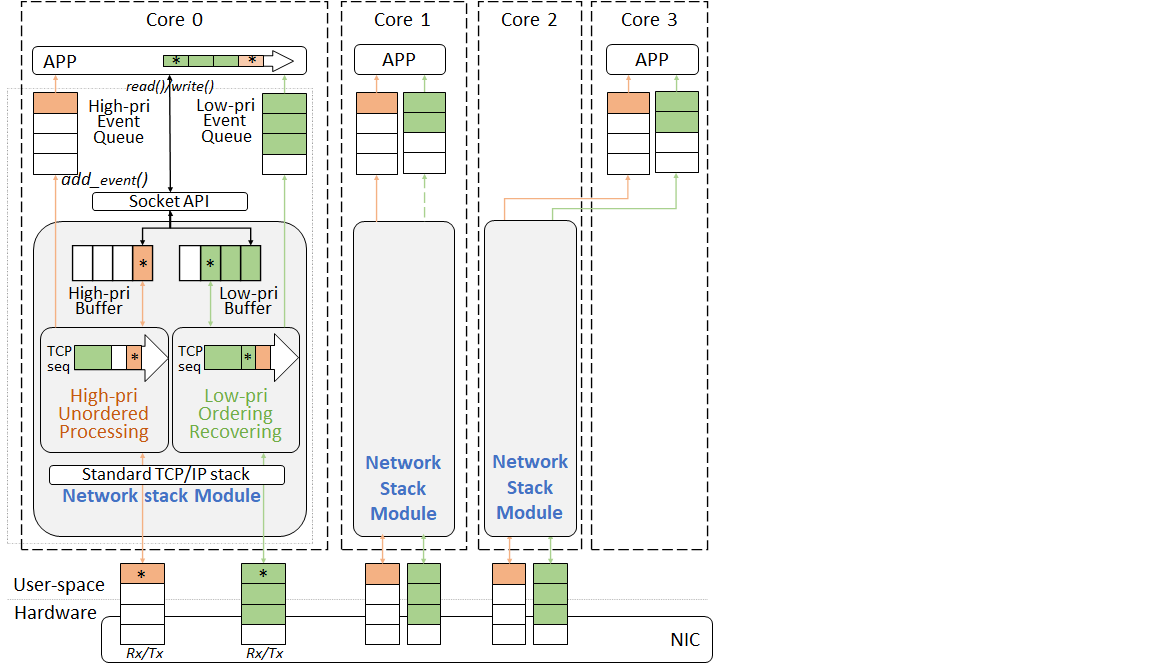 Core 0
Core 1
Core 2
Core 3
APP
*
*
APP
APP
read()/write()
High-pri
Event
Queue
Low-pri
Event
Queue
add_event()
Socket API
*
*
High-pri
Buffer
Low-pri
Buffer
TCP
seq
*
TCP
seq
*
High-pri
Unordered
Processing
Low-pri
Ordering
Recovering
Standard TCP/IP stack
Network stack Module
Network
Stack
Module
Network
Stack
Module
User-space
Hardware
*
*
Rx/Tx
Rx/Tx
NIC